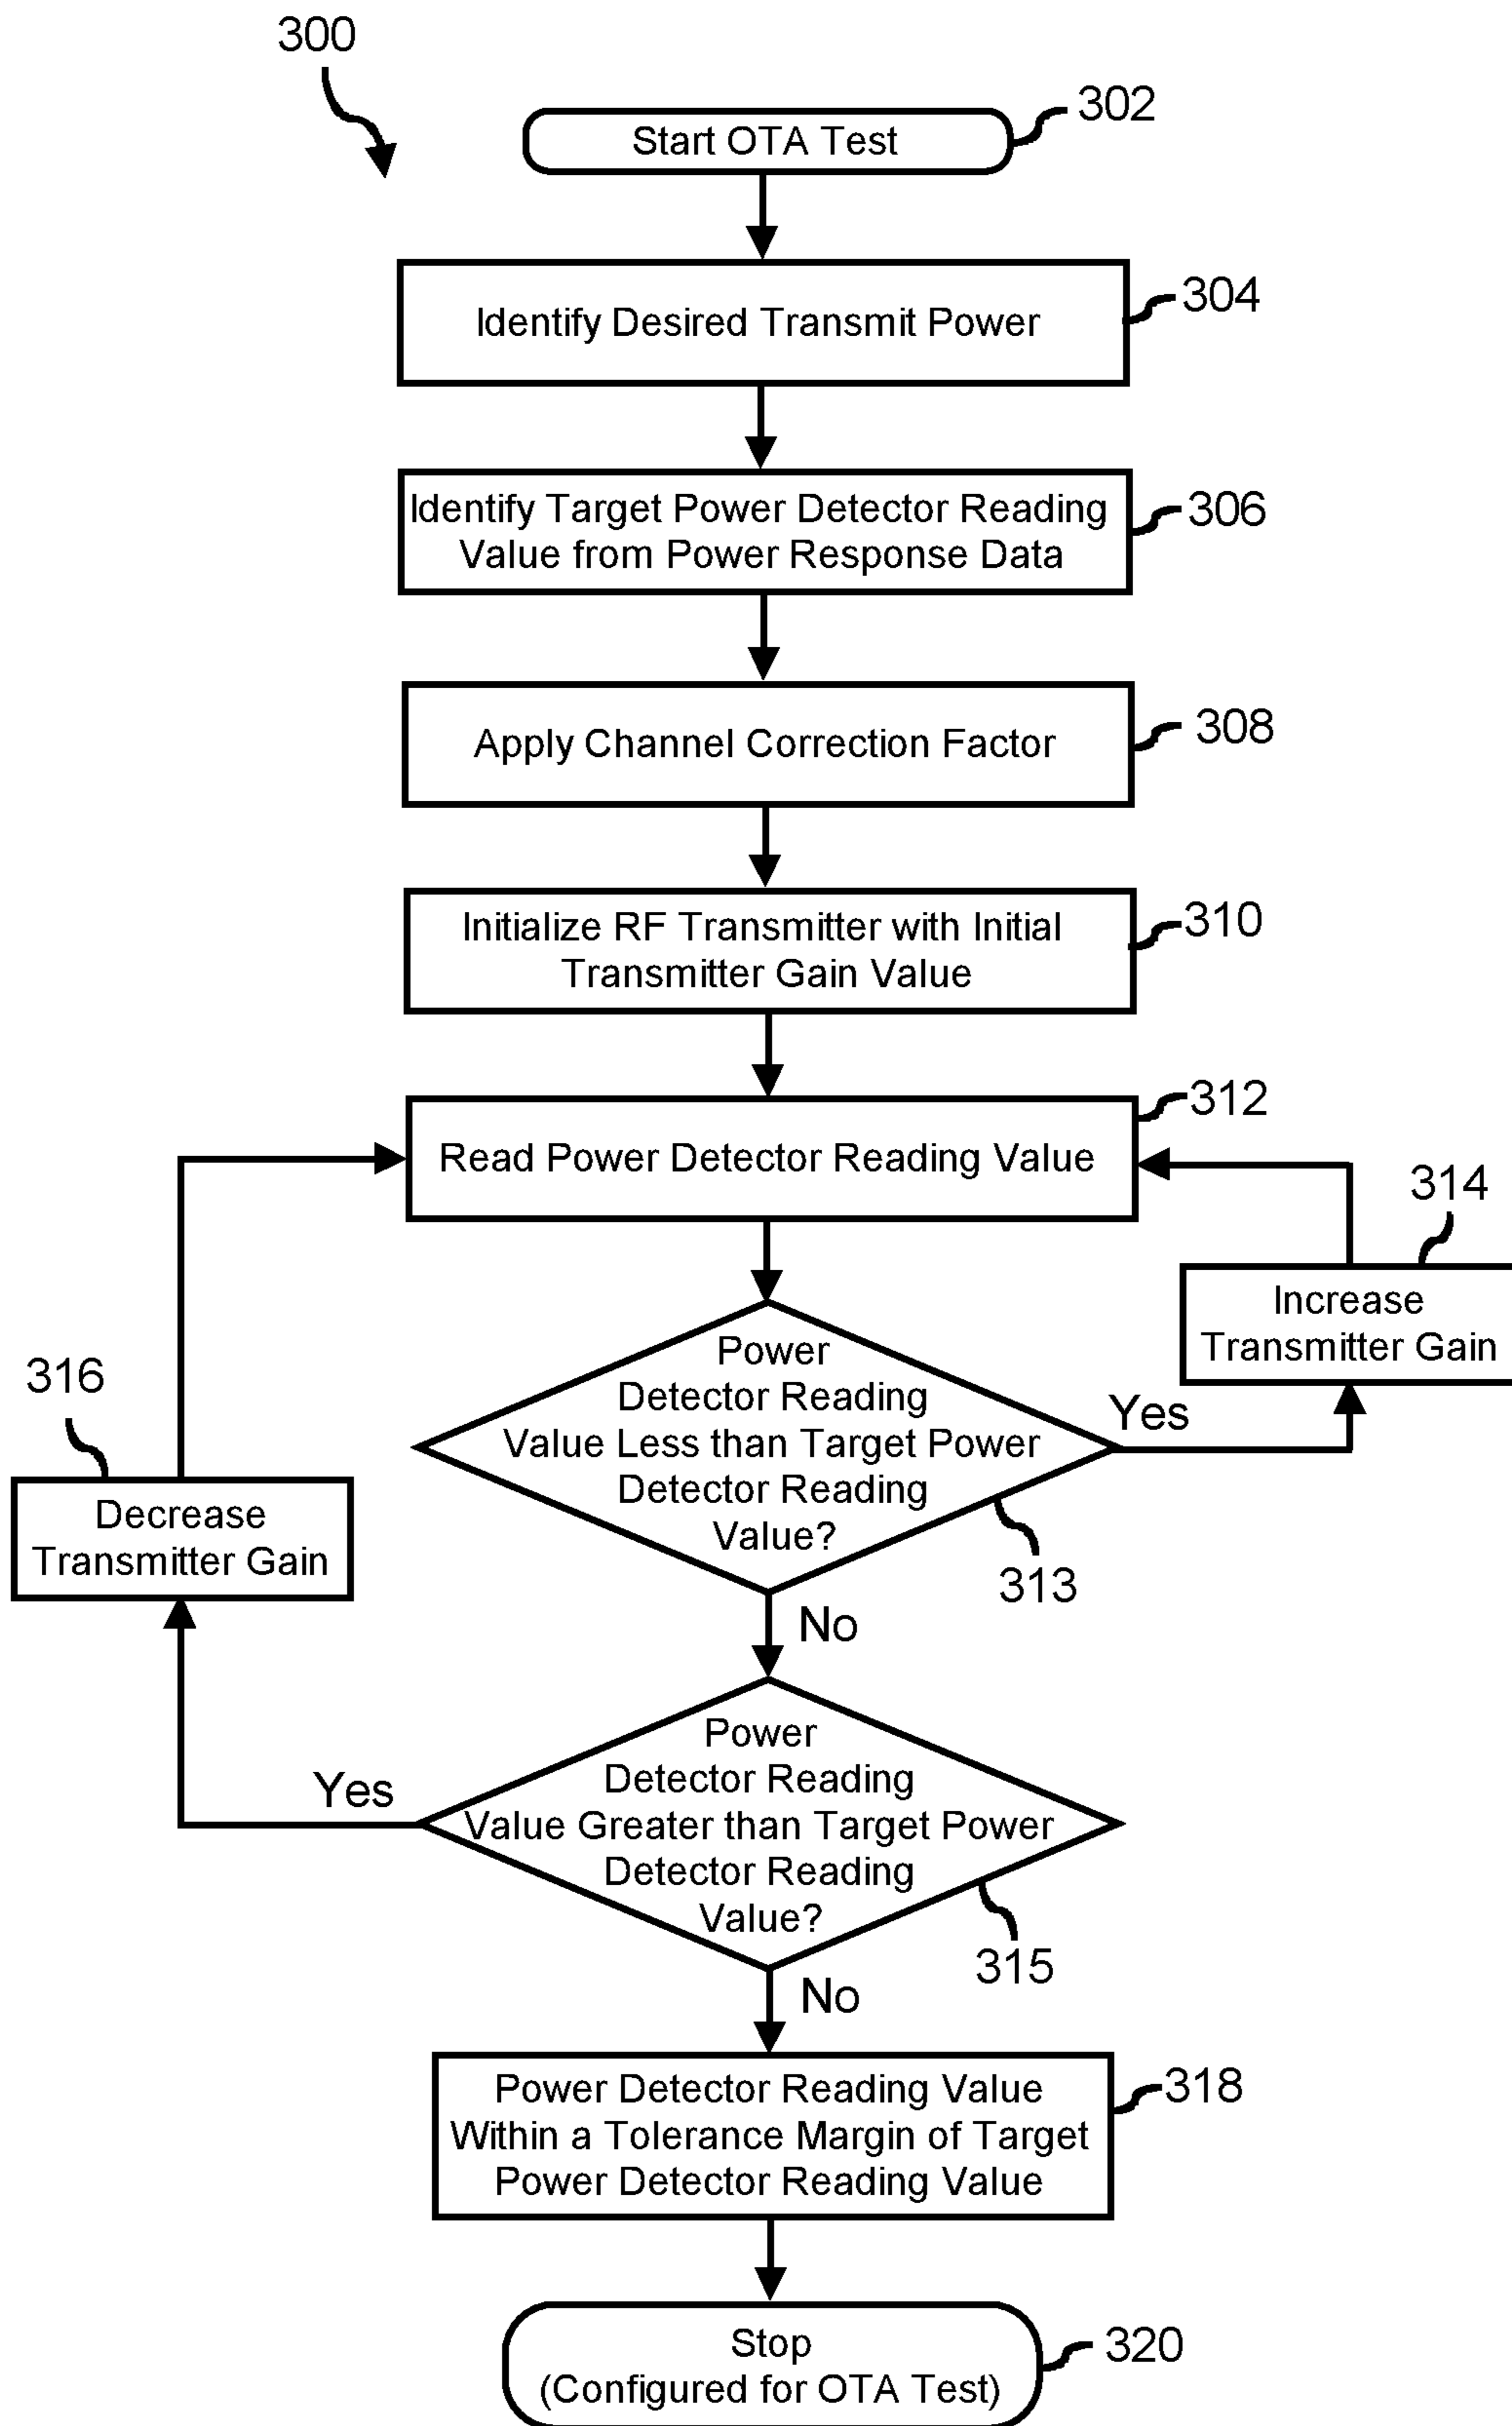 300
Start OTA Test
302
Identify Desired Transmit Power
304
Identify Target Power Detector Reading
Value from Power Response Data
306
Apply Channel Correction Factor
308
Initialize RF Transmitter with Initial
Transmitter Gain Value
310
Read Power Detector Reading Value
312
314
Increase
Transmitter Gain
Power
Detector Reading
Value Less than Target Power
Detector Reading
Value?
Yes
313
316
Decrease
Transmitter Gain
No
Power
Detector Reading
Value Greater than Target Power
Detector Reading
Value?
Yes
315
No
Power Detector Reading Value
Within a Tolerance Margin of Target
Power Detector Reading Value
318
Stop
(Configured for OTA Test)
320